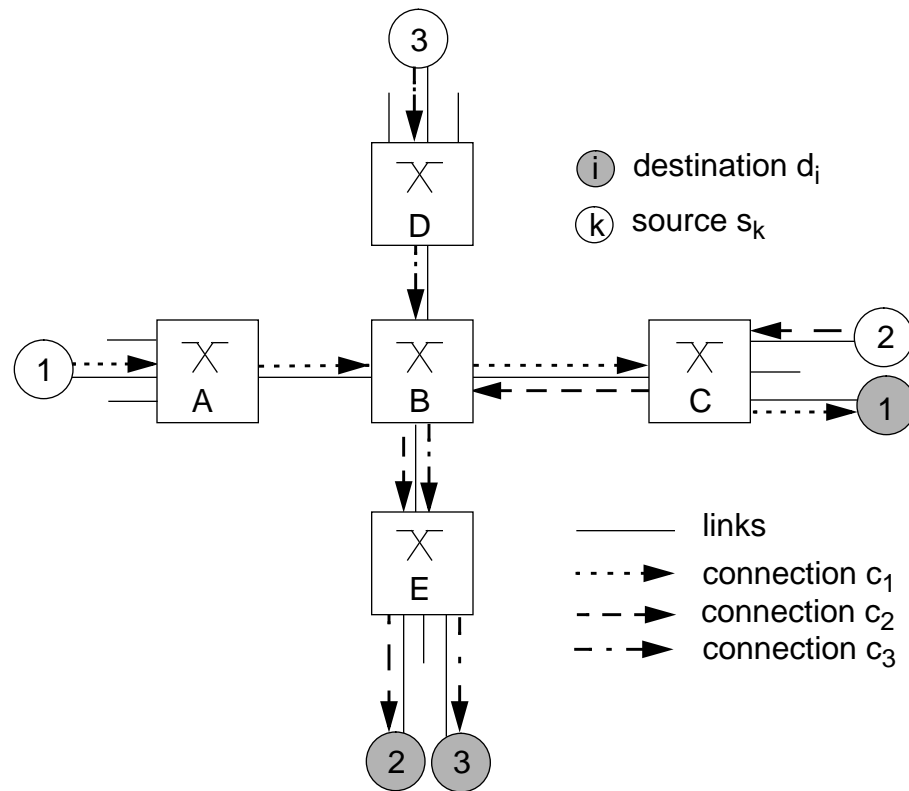 3
i destination d_i
k source s_k
D
1
A
B
C
2
1
E
links
connection c_1
connection c_2
connection c_3
2
3